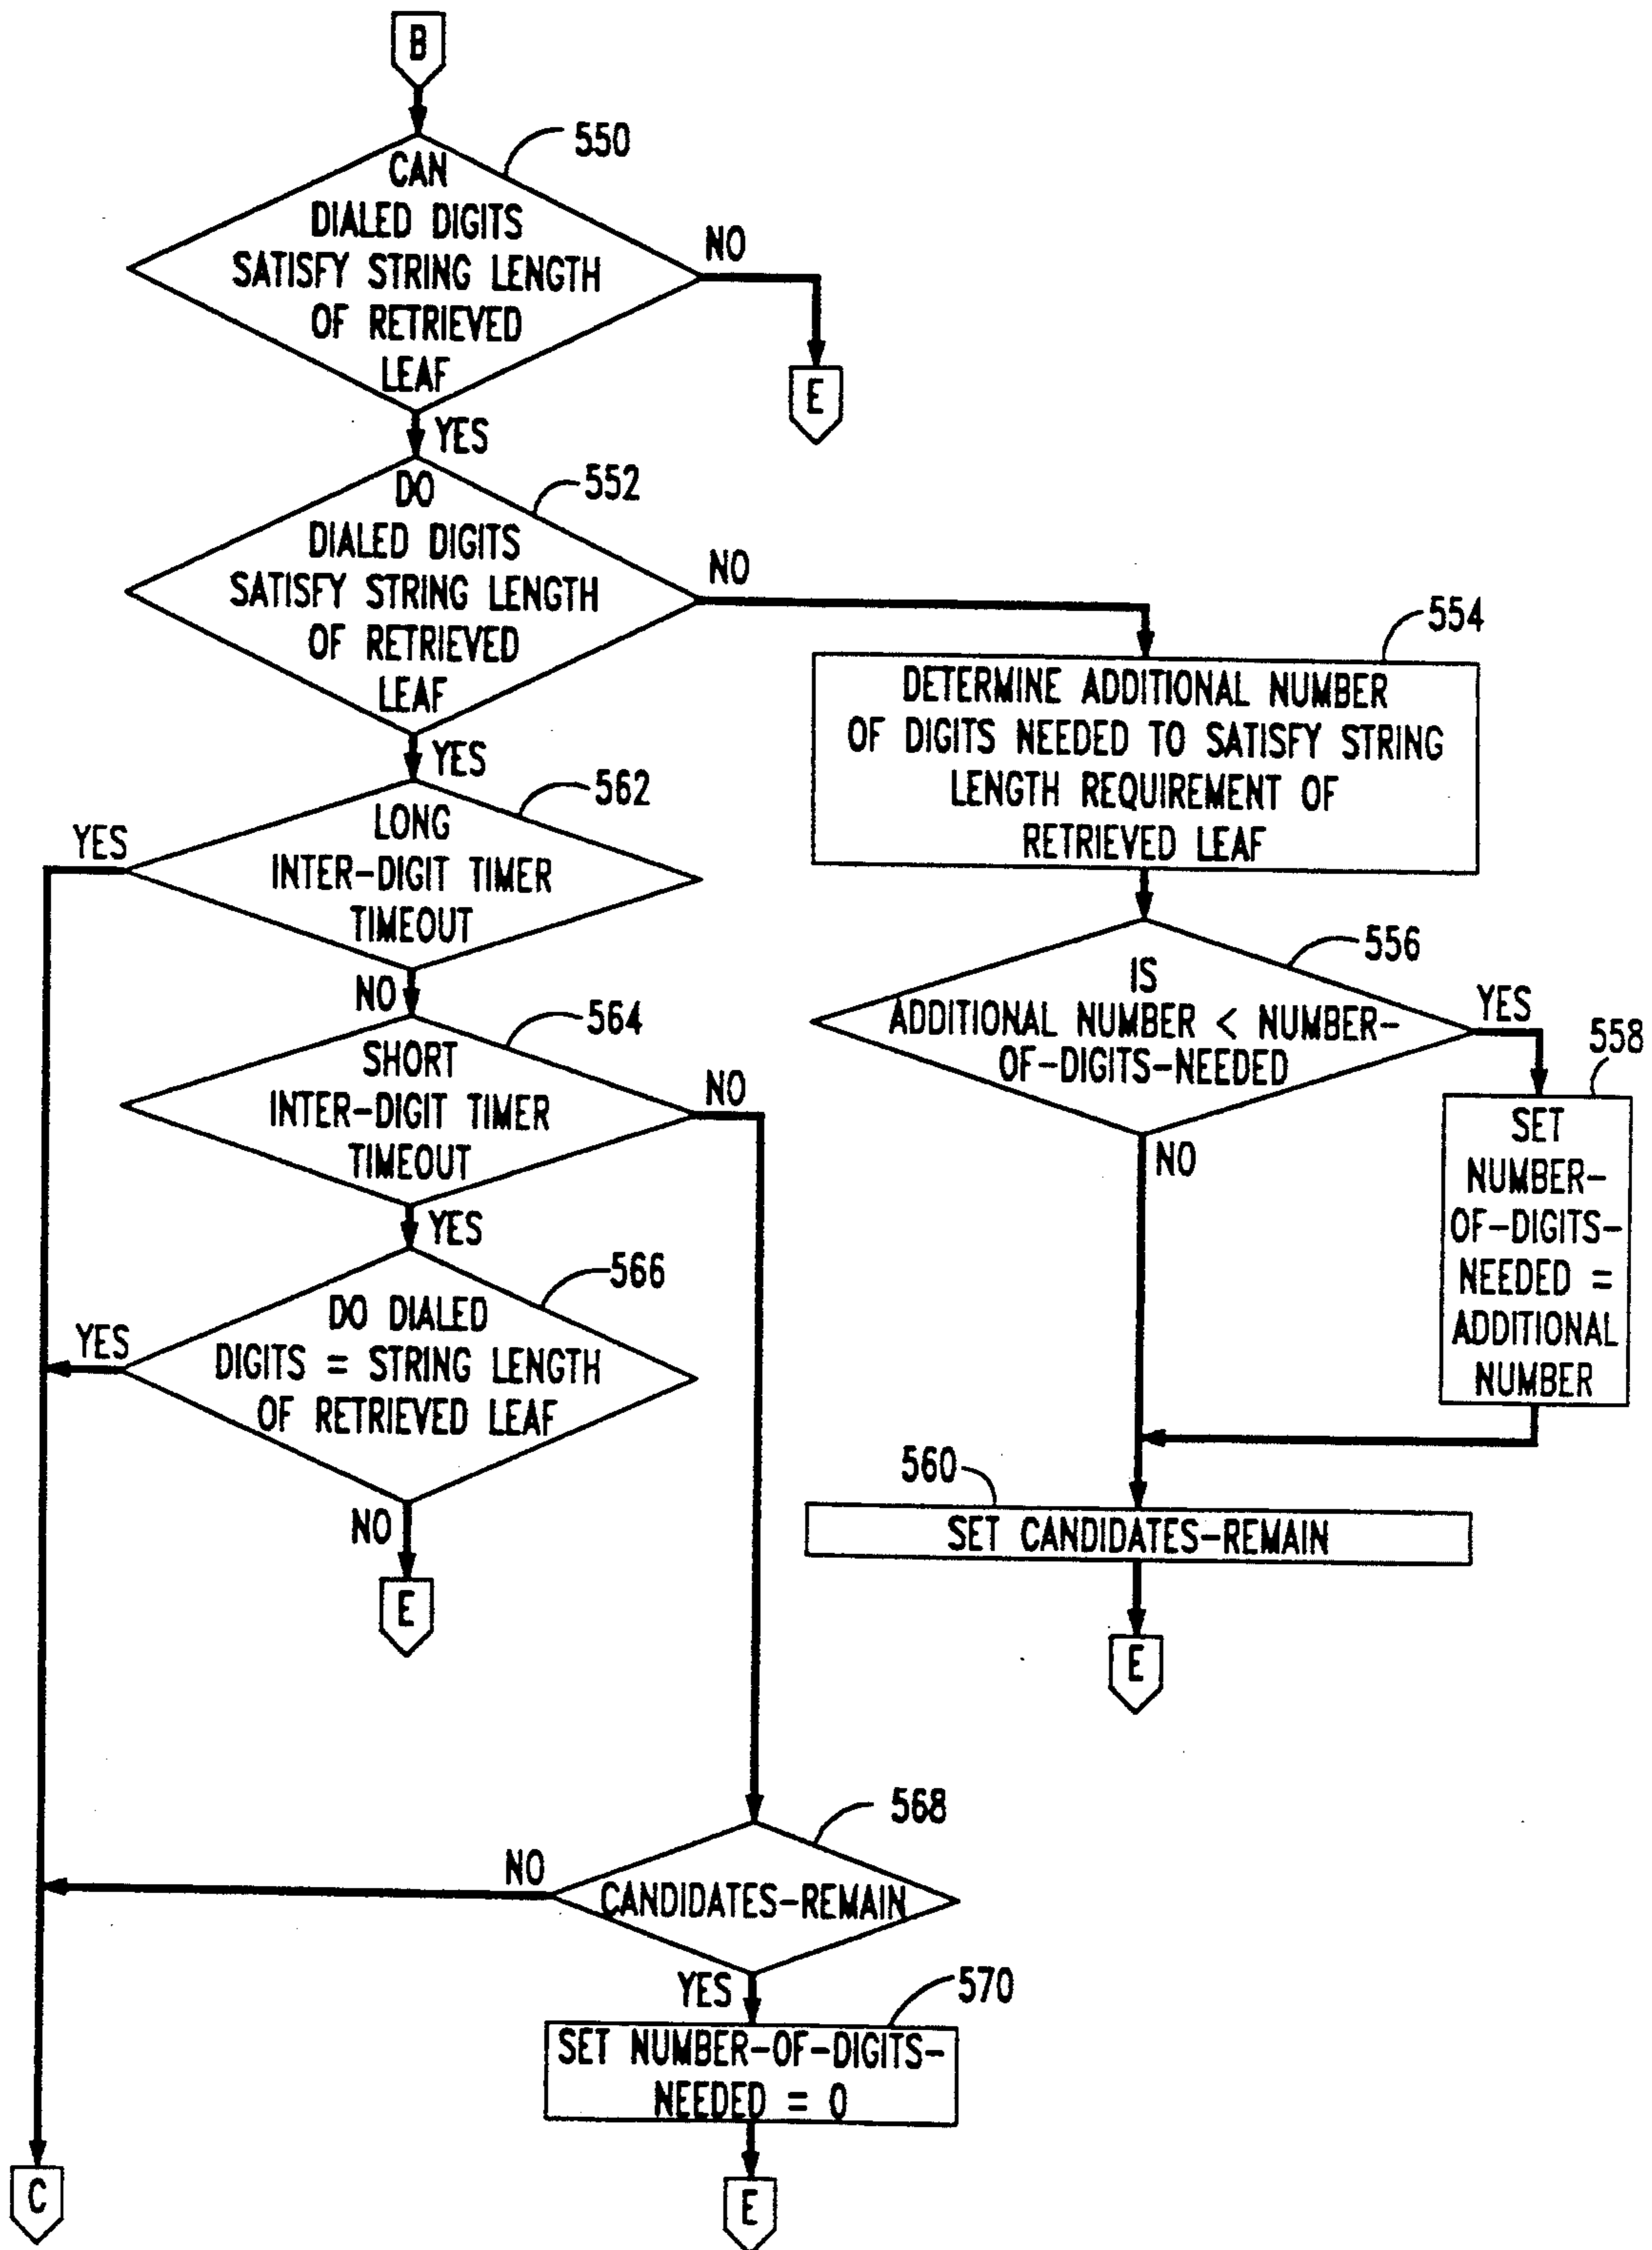 B
550
CAN
DIALED DIGITS
SATISFY STRING LENGTH
OF RETRIEVED
LEAF
NO
E
YES
552
DO
DIALED DIGITS
SATISFY STRING LENGTH
OF RETRIEVED
LEAF
NO
554
DETERMINE ADDITIONAL NUMBER
OF DIGITS NEEDED TO SATISFY STRING
LENGTH REQUIREMENT OF
RETRIEVED LEAF
YES
562
LONG
INTER-DIGIT TIMER
TIMEOUT
YES
NO
556
IS
ADDITIONAL NUMBER < NUMBER-
OF-DIGITS-NEEDED
YES
558
SET
NUMBER-
OF-DIGITS-
NEEDED =
ADDITIONAL
NUMBER
NO
564
SHORT
INTER-DIGIT TIMER
TIMEOUT
NO
YES
566
DO DIALED
DIGITS = STRING LENGTH
OF RETRIEVED LEAF
YES
NO
E
560
SET CANDIDATES-REMAIN
E
568
CANDIDATES-REMAIN
NO
YES
570
SET NUMBER-OF-DIGITS-
NEEDED = 0
C
E